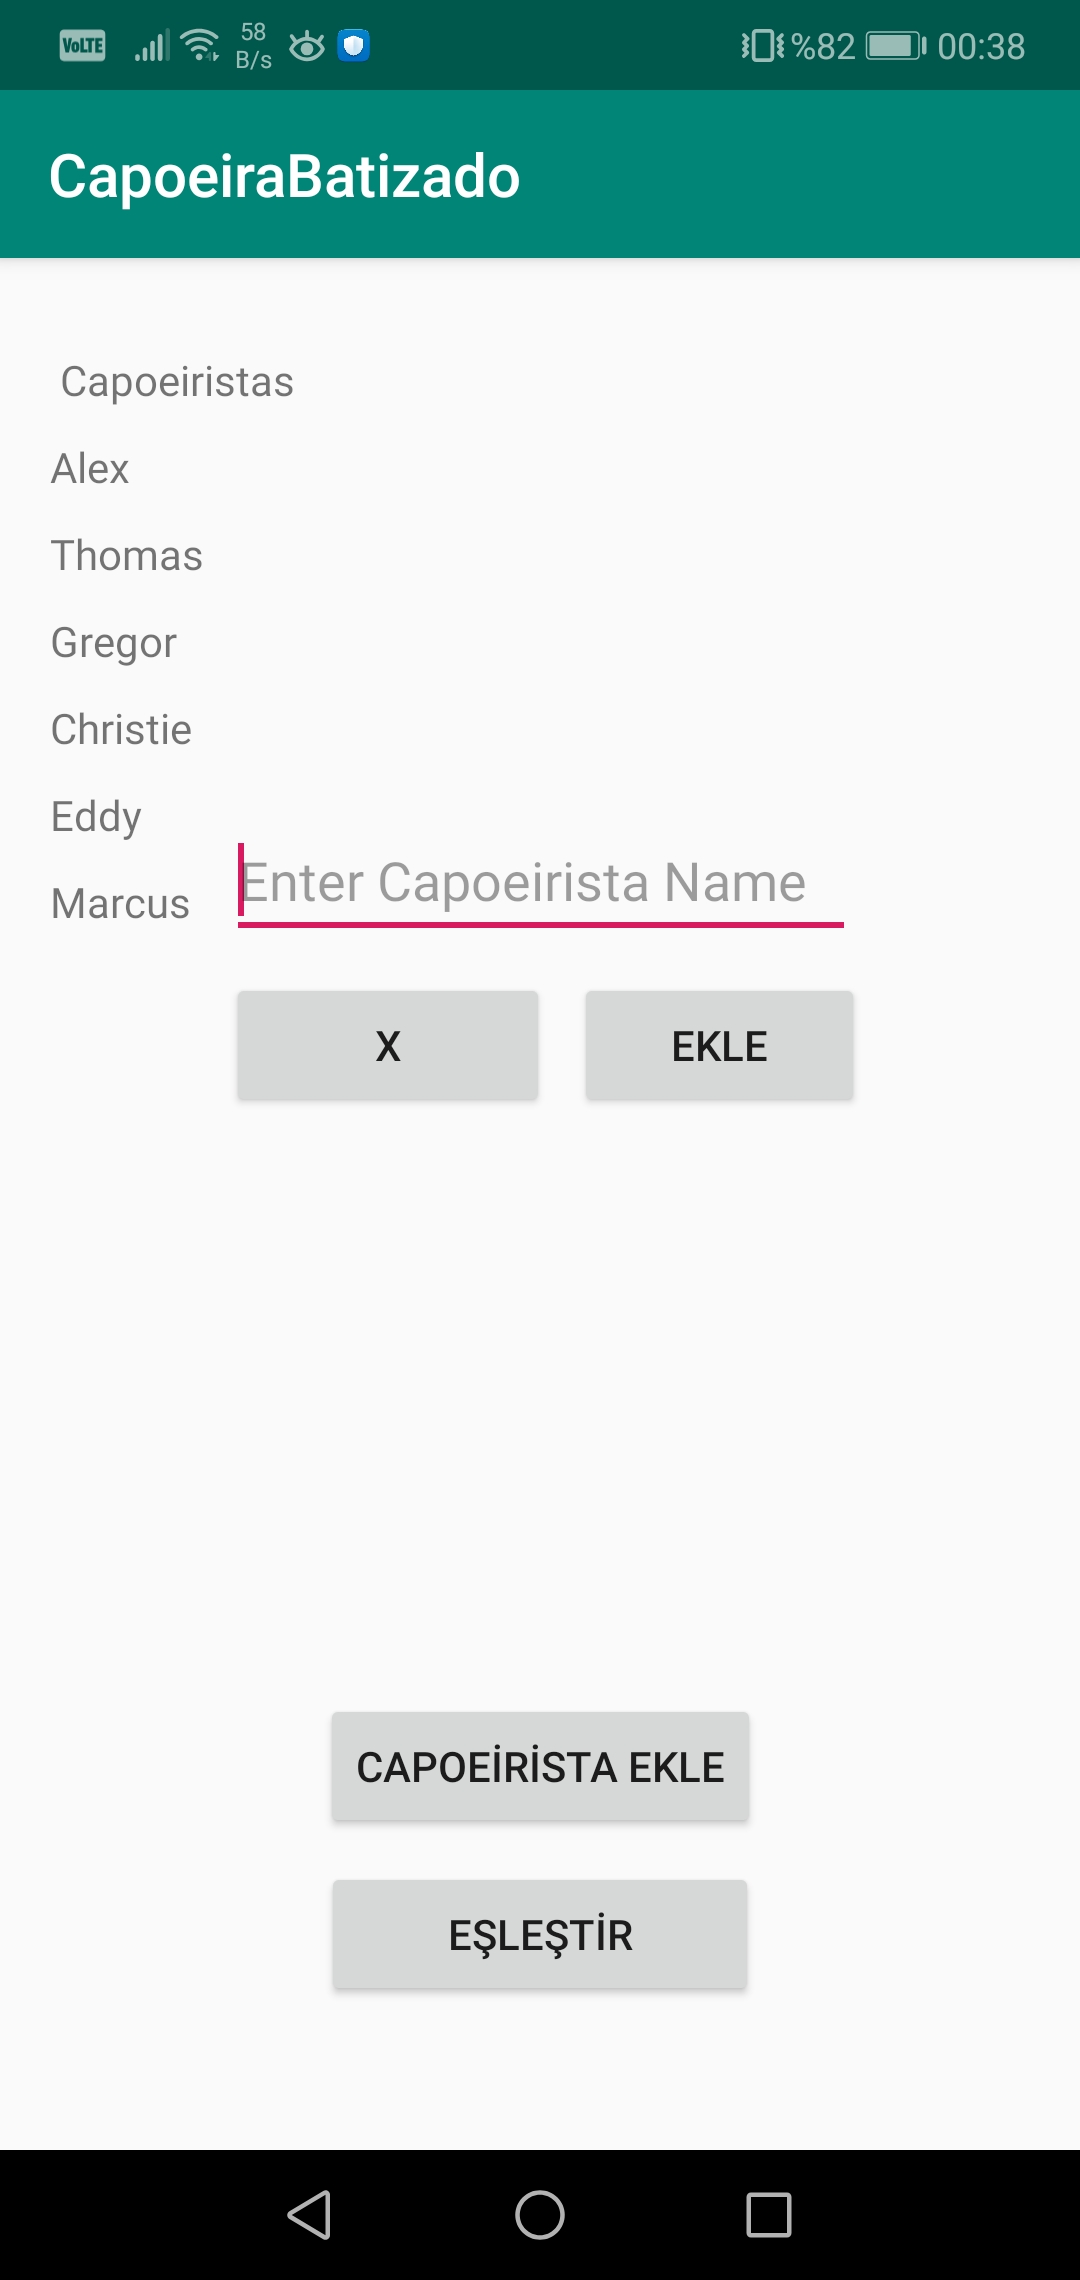 VoLTE 58 B/s %82 00:38
CapoeiraBatizado
Capoeiristas
Alex
Thomas
Gregor
Christie
Eddy
Marcus
Enter Capoeirista Name
X
EKLE
CAPOEİRİSTA EKLE
EŞLEŞTİR